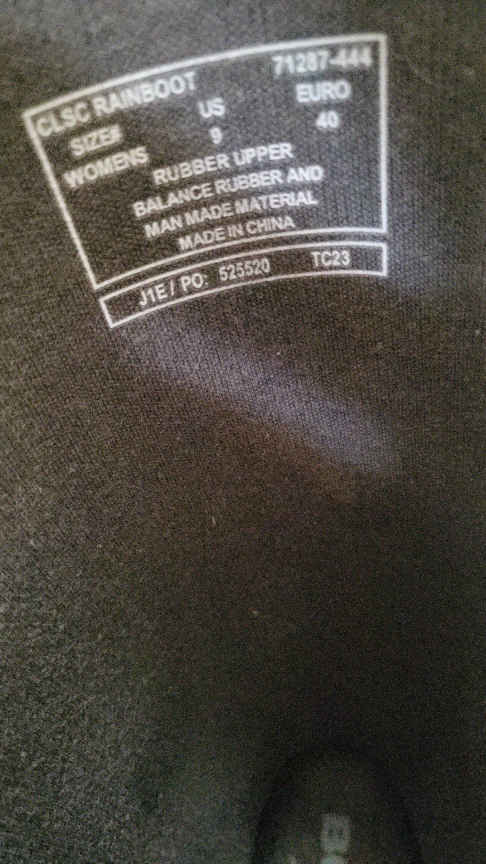 CLSC RAINBOOT 71287-444
SIZE# US EURO
WOMENS 9 40
RUBBER UPPER
BALANCE RUBBER AND
MAN MADE MATERIAL
MADE IN CHINA
J1E / PO: 525520 TC23